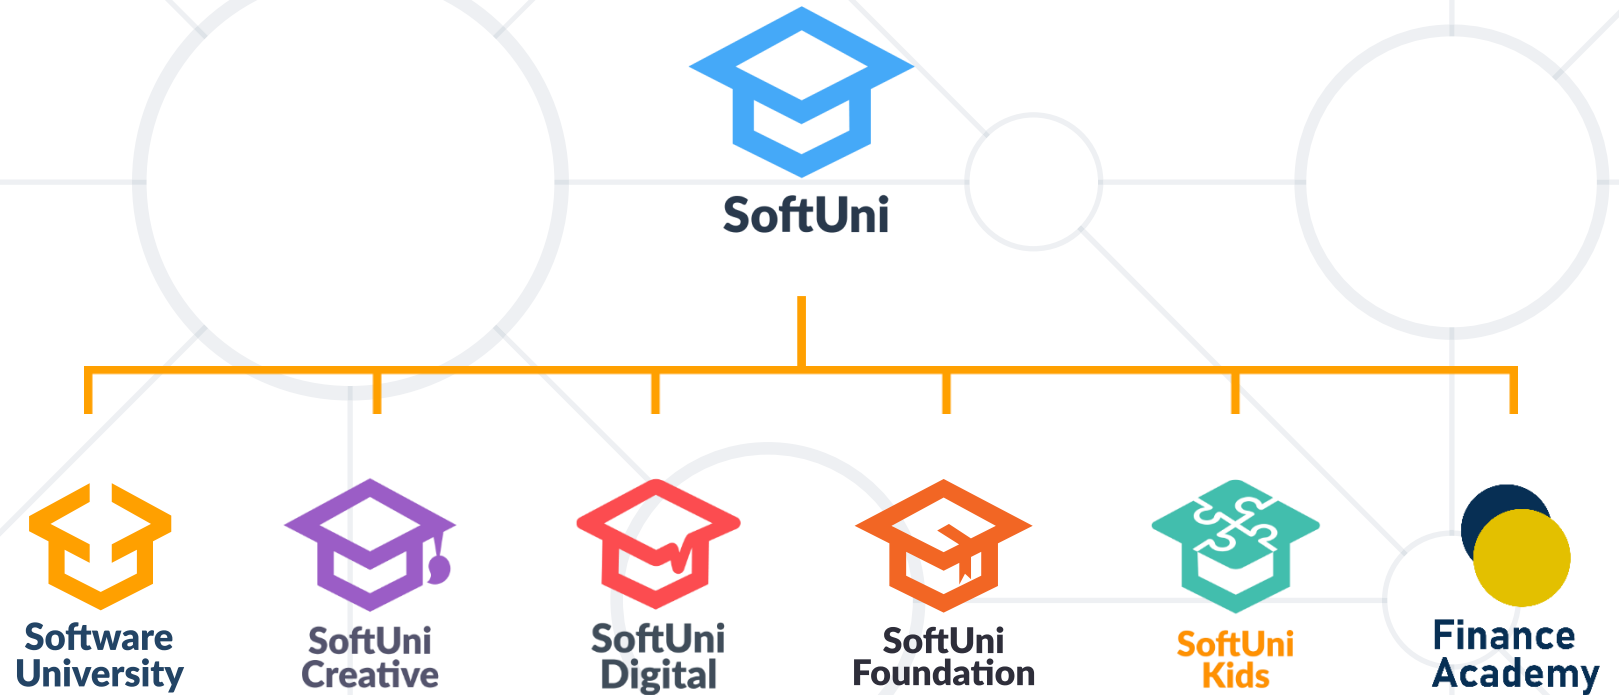 SoftUni
Software
University
SoftUni
Creative
SoftUni
Digital
SoftUni
Foundation
SoftUni
Kids
Finance
Academy